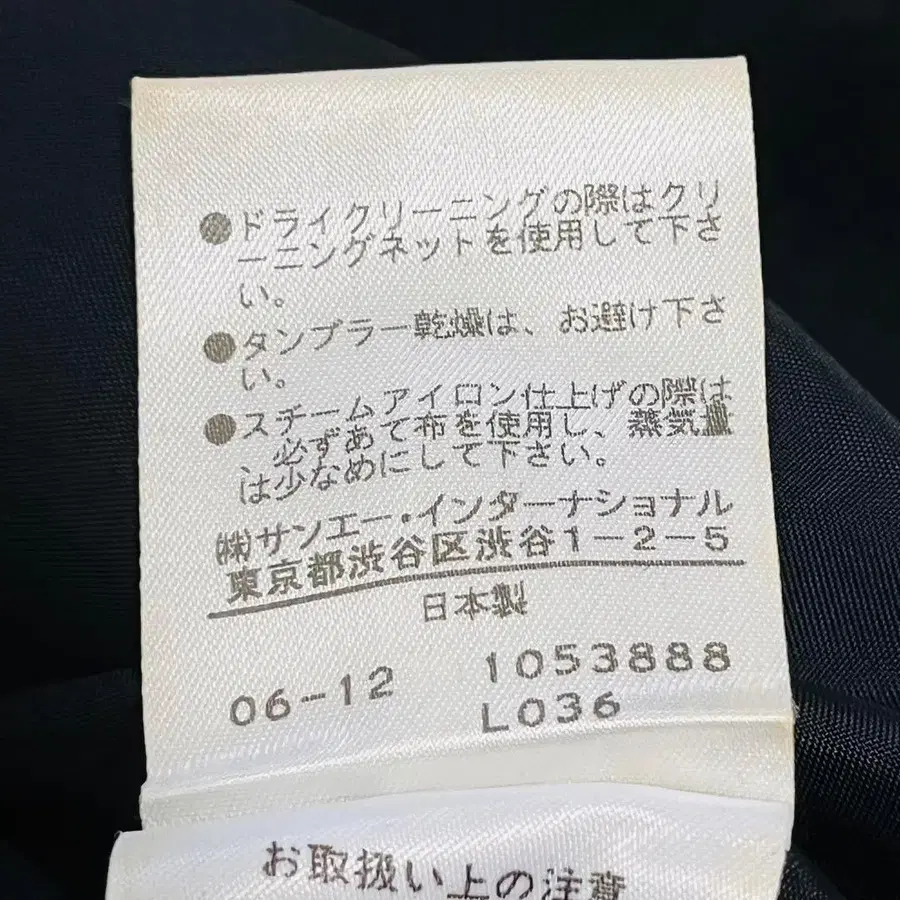 ●ドライクリーニングの際はクリ
ーニングネットを使用して下さ
い。
●タンブラー乾燥は、お避け下さ
い。
●スチームアイロン仕上げの際は
、必ずあて布を使用し、蒸気量
は少なめにして下さい。
㈱サンエー・インターナショナル
東京都渋谷区渋谷1-2-5
日本製
06-12 1053888
L036
お取扱い上の注意